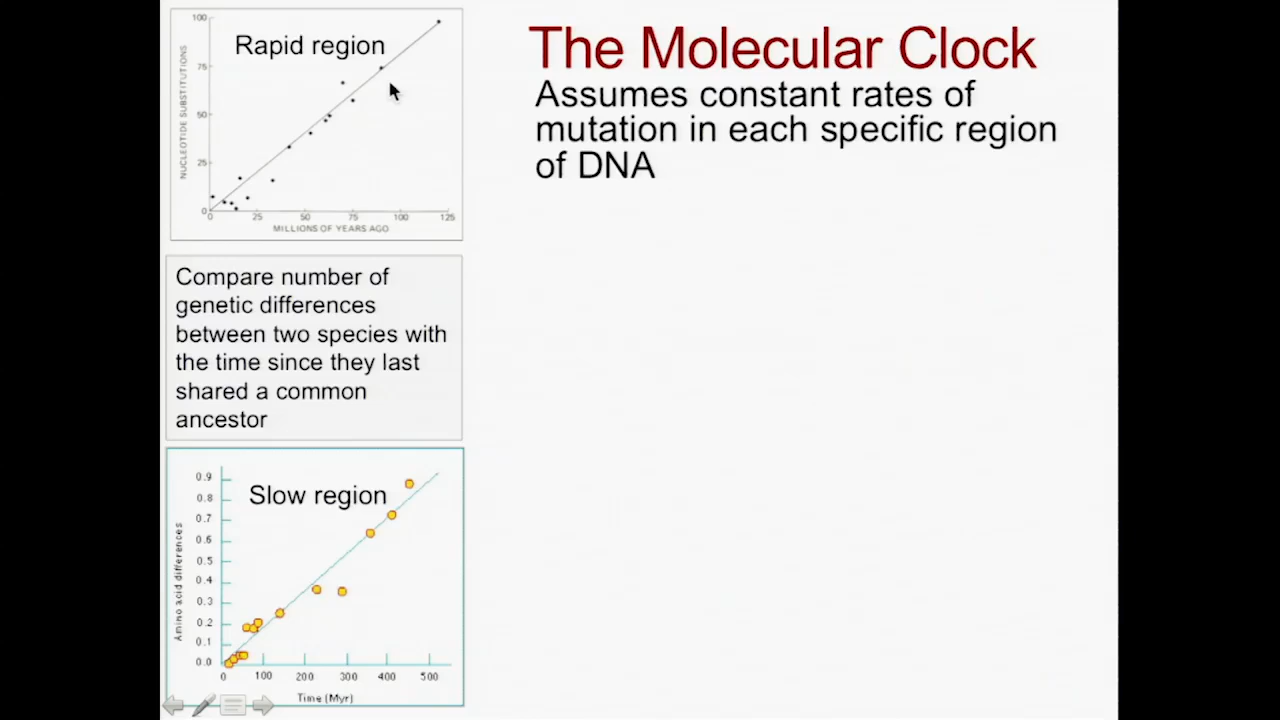 The Molecular Clock
Assumes constant rates of
mutation in each specific region
of DNA
Rapid region
NUCLEOTIDE SUBSTITUTIONS
100
75
50
25
0
0 25 50 75 100 125
MILLIONS OF YEARS AGO
Compare number of
genetic differences
between two species with
the time since they last
shared a common
ancestor
Slow region
Amino acid differences
0.9
0.8
0.7
0.6
0.5
0.4
0.3
0.2
0.1
0.0
0 100 200 300 400 500
Time (Myr)